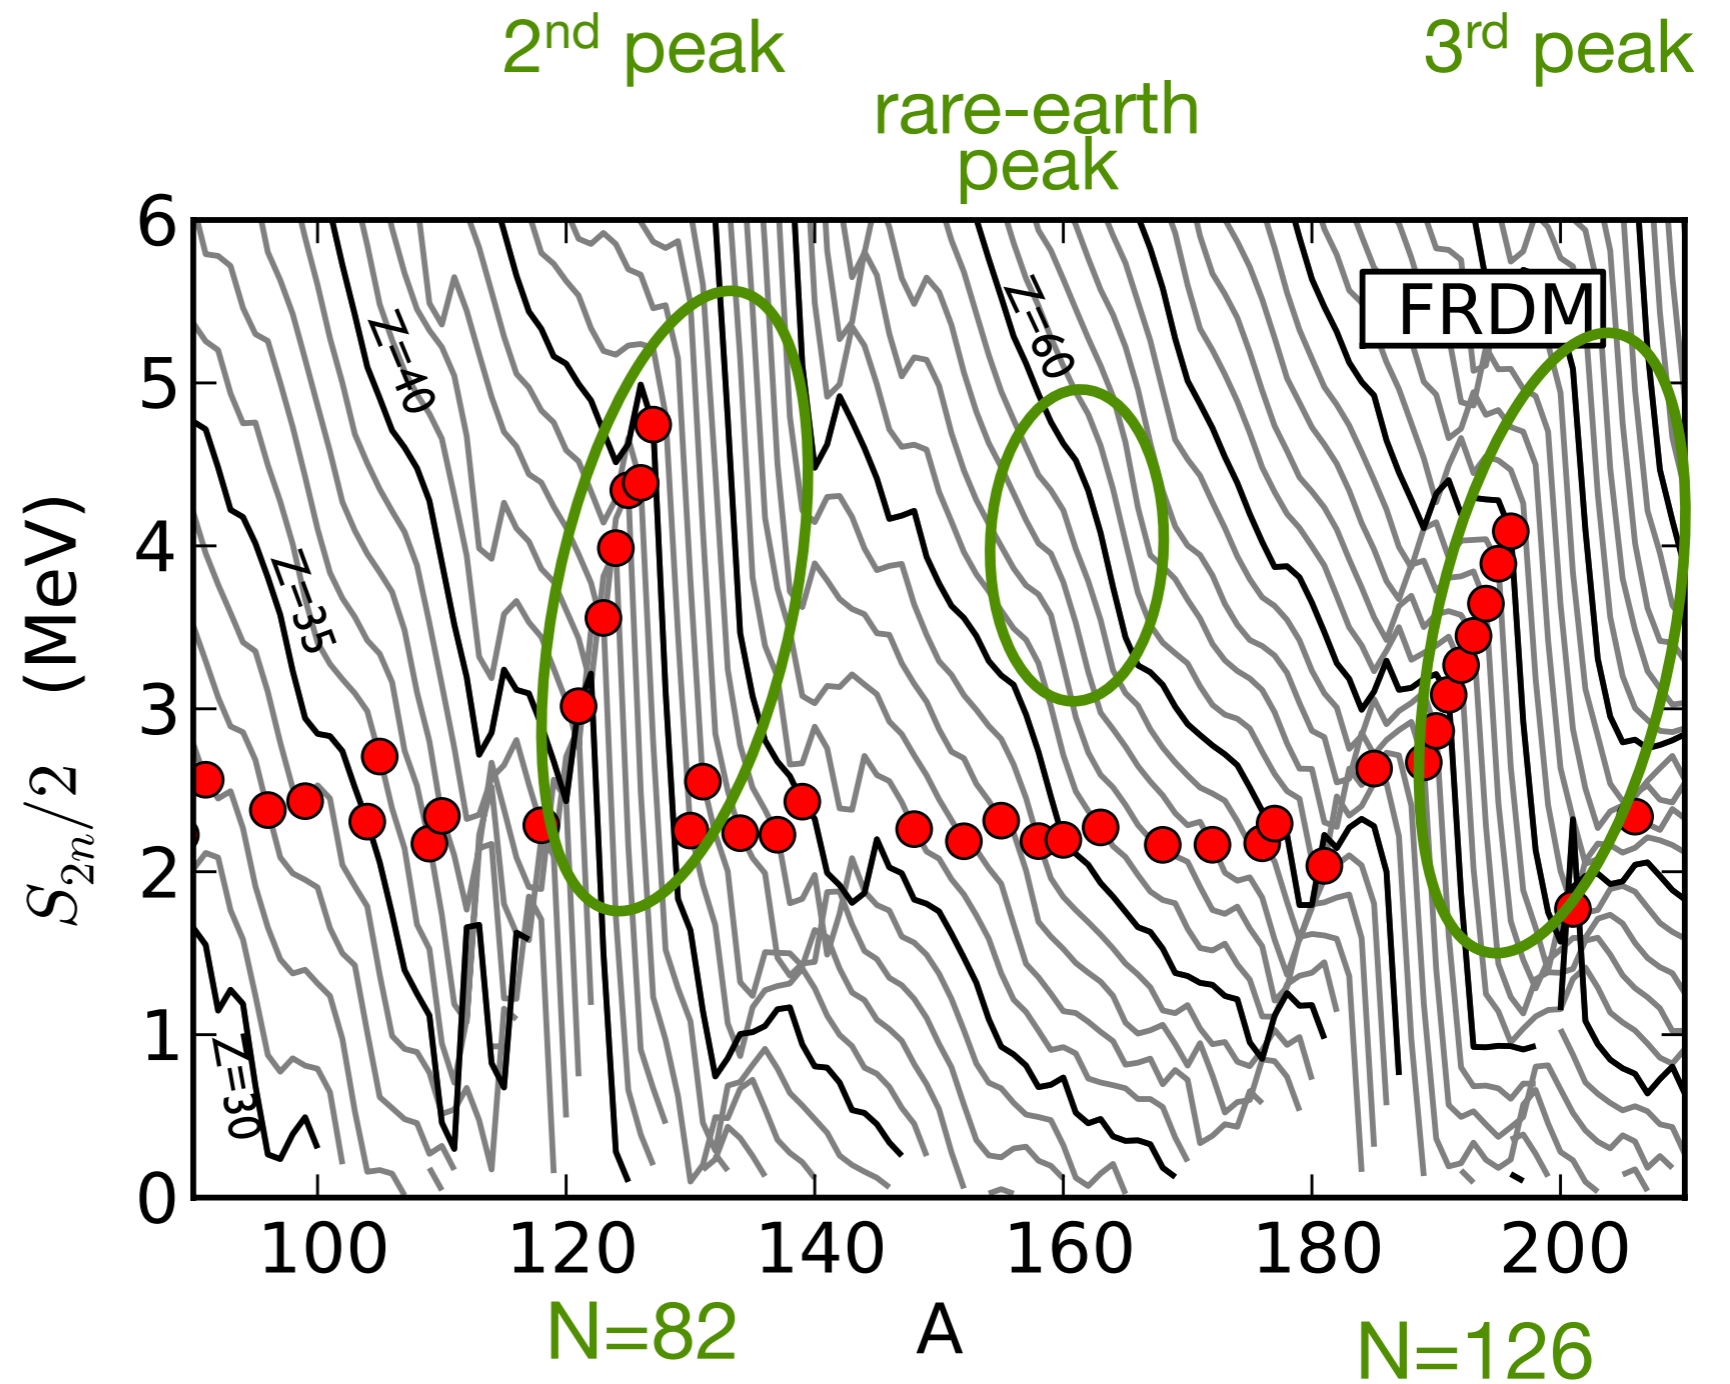 2nd peak
3rd peak
rare-earth
peak
6
5
4
3
2
1
0
S2n/2 (MeV)
Z=40
Z=60
FRDM
Z=35
Z=30
100
120
140
160
180
200
N=82
A
N=126